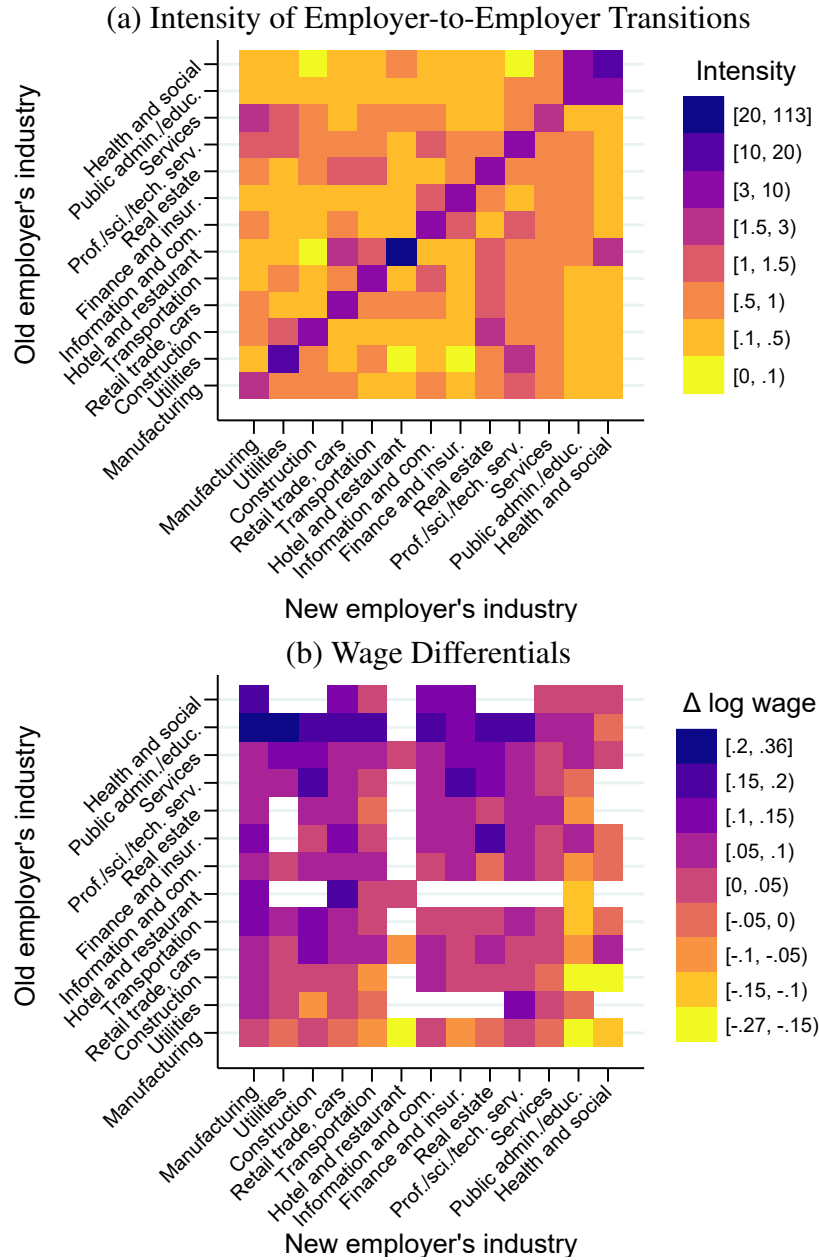 (a) Intensity of Employer-to-Employer Transitions
Old employer's industry
Health and social
Public admin./educ.
Services
Prof./sci./tech. serv.
Real estate
Finance and insur.
Information and com.
Hotel and restaurant
Transportation
Retail trade, cars
Construction
Utilities
Manufacturing
Manufacturing
Utilities
Construction
Retail trade, cars
Transportation
Hotel and restaurant
Information and com.
Finance and insur.
Real estate
Prof./sci./tech. serv.
Services
Public admin./educ.
Health and social
New employer's industry
Intensity
[20, 113]
[10, 20)
[3, 10)
[1.5, 3)
[1, 1.5)
[.5, 1)
[.1, .5)
[0, .1)
(b) Wage Differentials
Old employer's industry
Health and social
Public admin./educ.
Services
Prof./sci./tech. serv.
Real estate
Finance and insur.
Information and com.
Hotel and restaurant
Transportation
Retail trade, cars
Construction
Utilities
Manufacturing
Manufacturing
Utilities
Construction
Retail trade, cars
Transportation
Hotel and restaurant
Information and com.
Finance and insur.
Real estate
Prof./sci./tech. serv.
Services
Public admin./educ.
Health and social
New employer's industry
Δ log wage
[.2, .36]
[.15, .2)
[.1, .15)
[.05, .1)
[0, .05)
[-.05, 0)
[-.1, -.05)
[-.15, -.1)
[-.27, -.15)